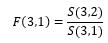 F(3,1) = S(3,2) / S(3,1)